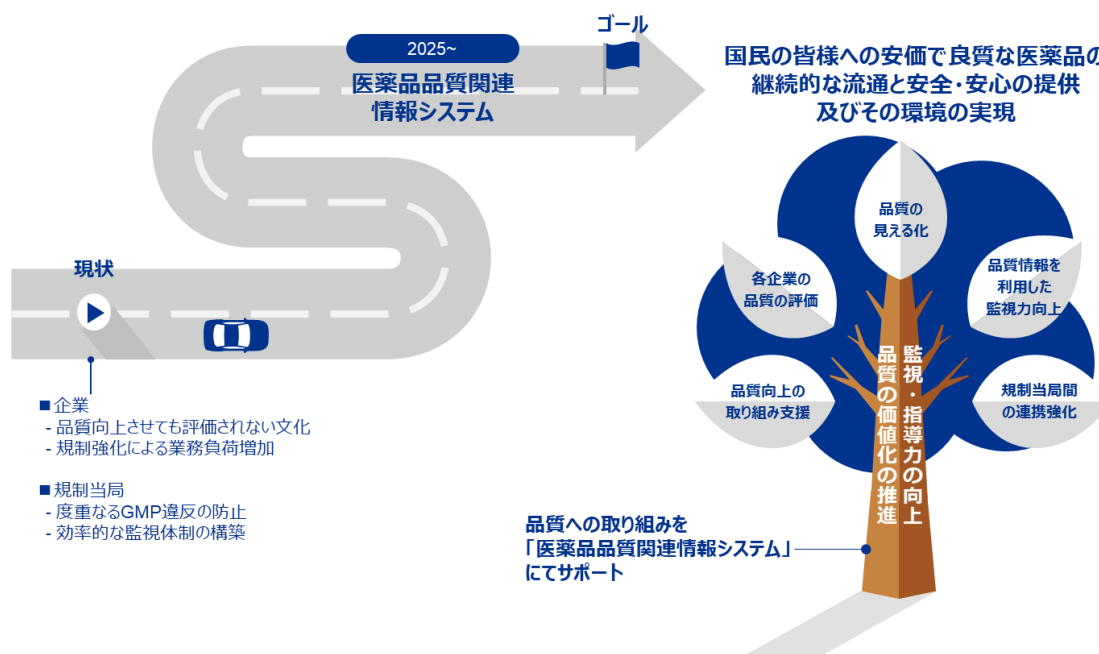 ゴール
2025~
医薬品品質関連
情報システム
国民の皆様への安価で良質な医薬品の
継続的な流通と安全・安心の提供
及びその環境の実現
現状
■企業
- 品質向上させても評価されない文化
- 規制強化による業務負荷増加
■規制当局
- 度重なるGMP違反の防止
- 効率的な監視体制の構築
品質の
見える化
各企業の
品質の評価
品質情報を
利用した
監視力向上
品質向上の
取り組み支援
規制当局間
の連携強化
監視・指導力の向上
品質の価値化の推進
品質への取り組みを
「医薬品品質関連情報システム」
にてサポート